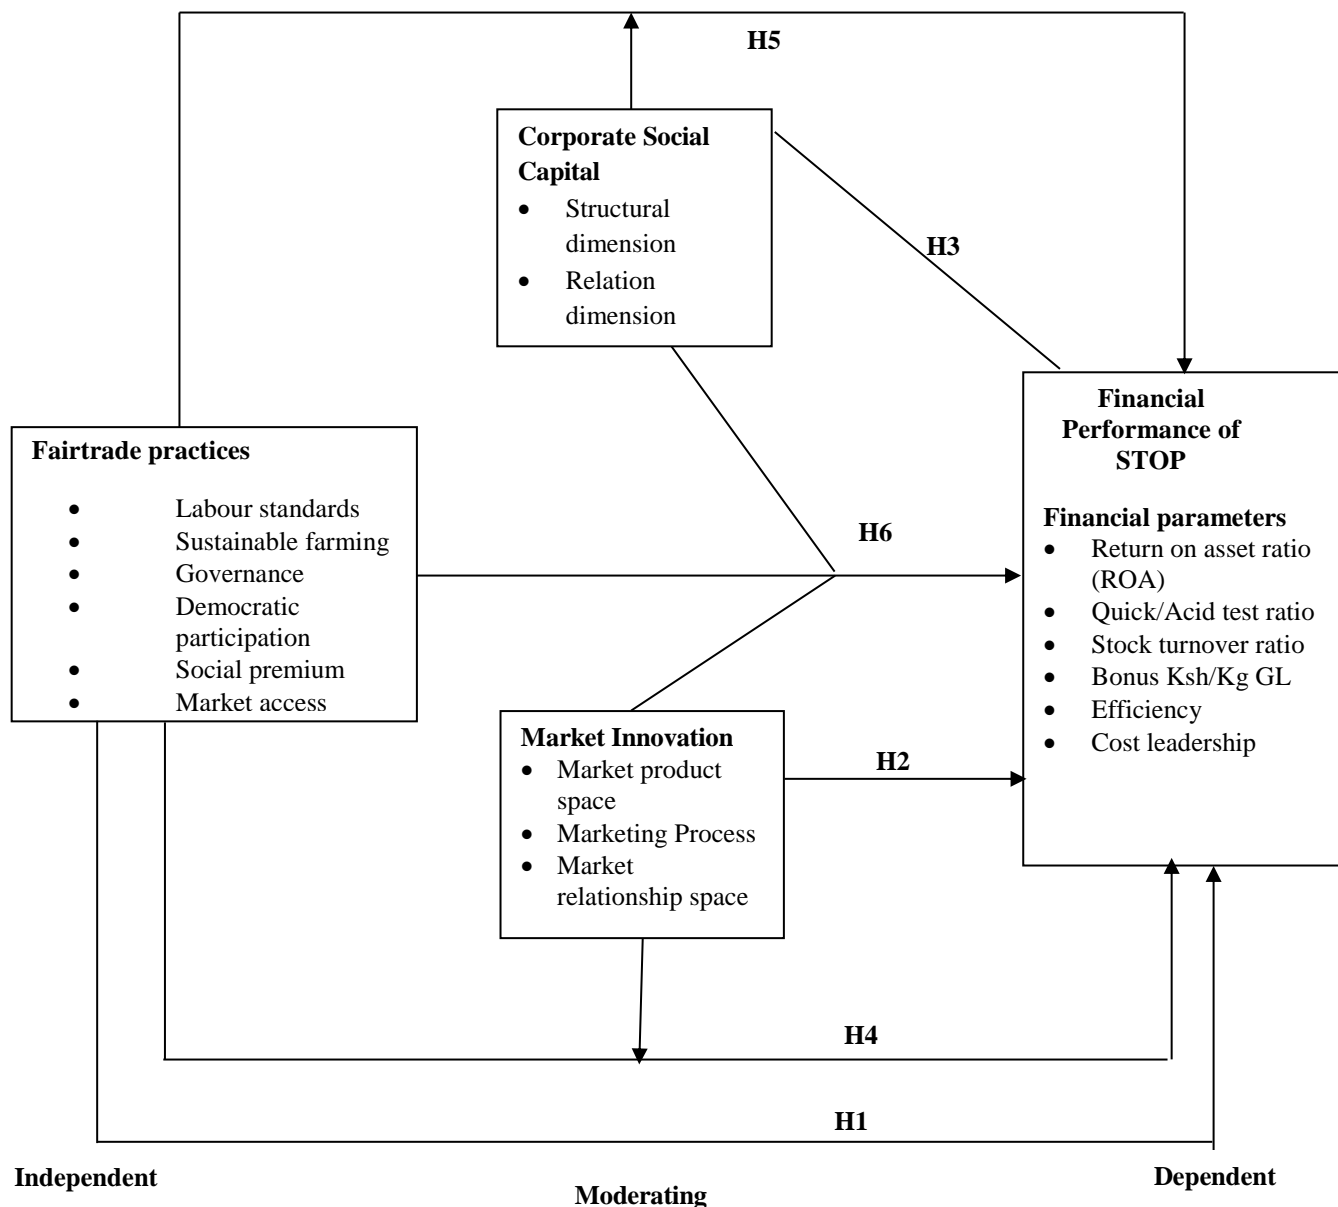 H5
Corporate Social
Capital
• Structural
dimension
• Relation
dimension
H3
Financial
Performance of
STOP
Financial parameters
• Return on asset ratio
(ROA)
• Quick/Acid test ratio
• Stock turnover ratio
• Bonus Ksh/Kg GL
• Efficiency
• Cost leadership
Fairtrade practices
• Labour standards
• Sustainable farming
• Governance
• Democratic
participation
• Social premium
• Market access
H6
Market Innovation
• Market product
space
• Marketing Process
• Market
relationship space
H2
H4
H1
Independent
Moderating
Dependent